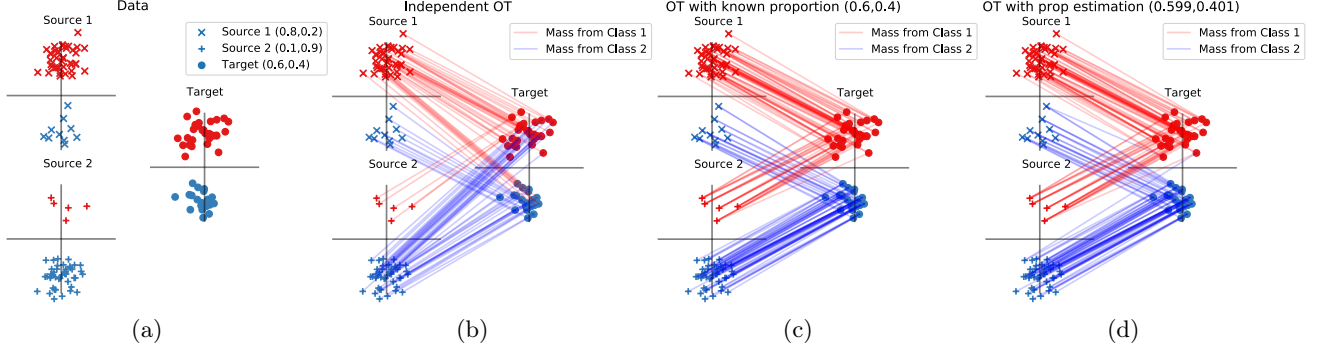 Data
Source 1
Source 1 (0.8,0.2)
Source 2 (0.1,0.9)
Target (0.6,0.4)
Target
Source 2
(a)
Independent OT
Source 1
Mass from Class 1
Mass from Class 2
Target
Source 2
(b)
OT with known proportion (0.6,0.4)
Source 1
Mass from Class 1
Mass from Class 2
Target
Source 2
(c)
OT with prop estimation (0.599,0.401)
Source 1
Mass from Class 1
Mass from Class 2
Target
Source 2
(d)